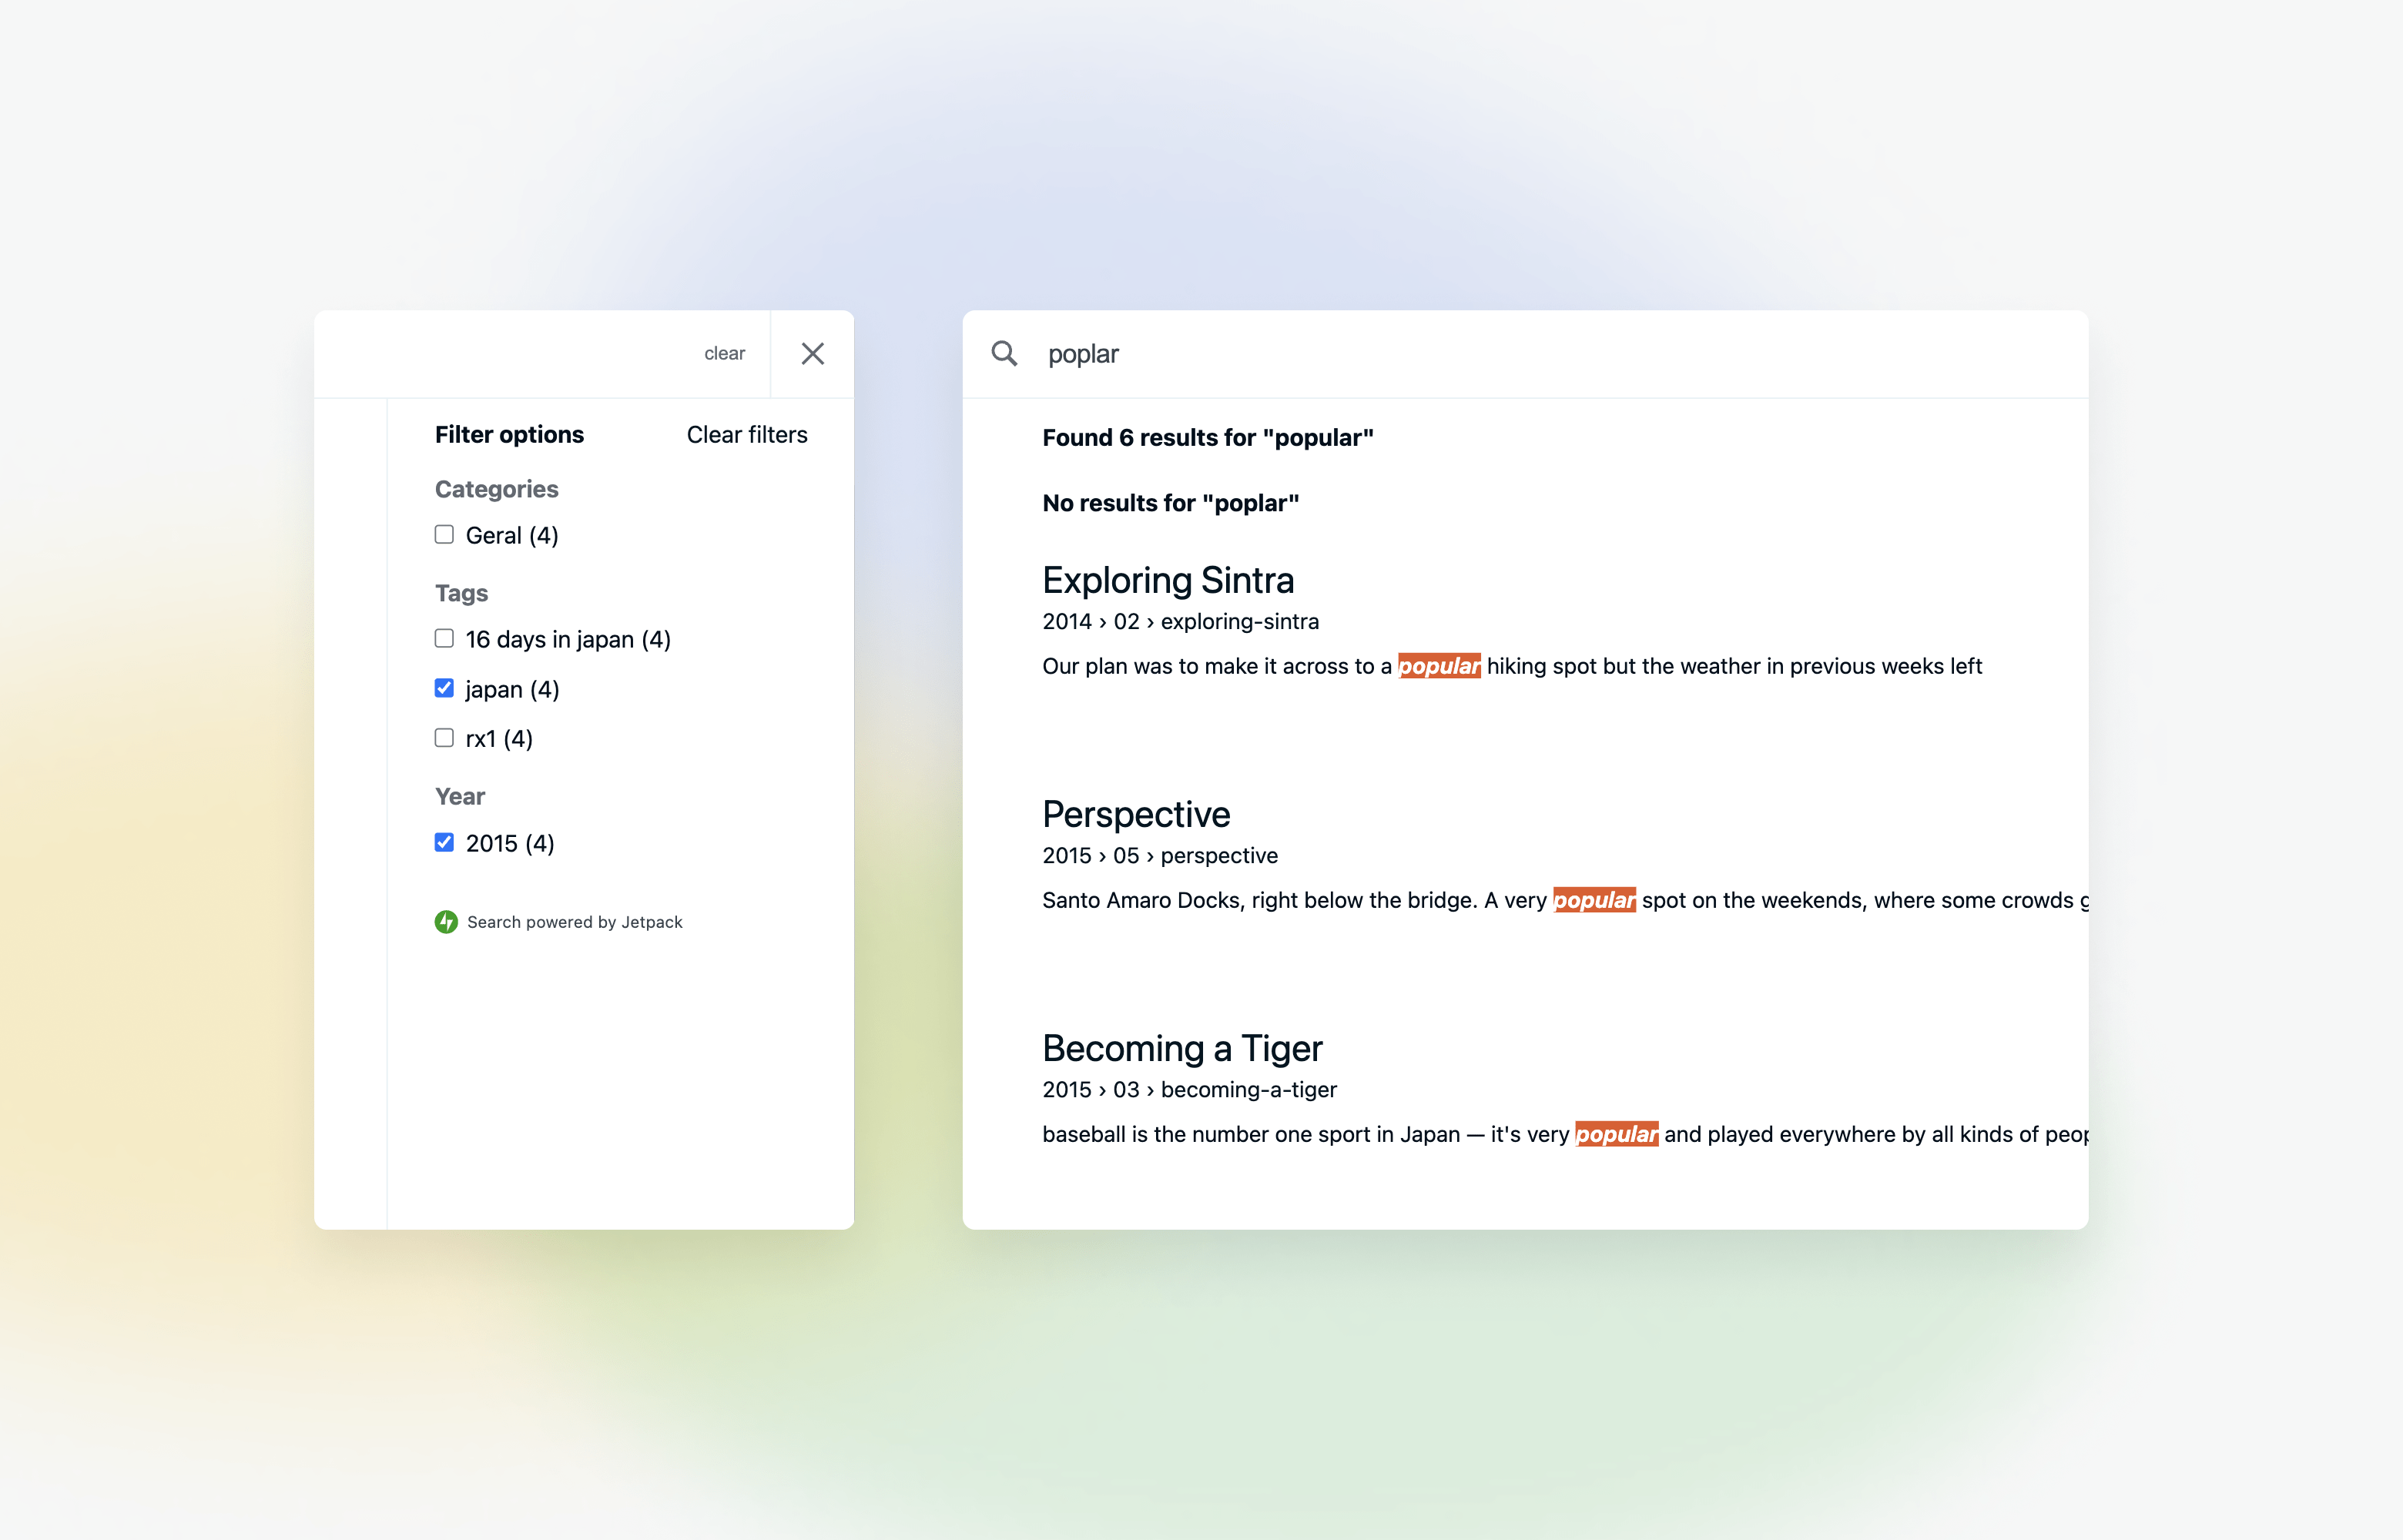 clear
Filter options Clear filters
Categories
Geral (4)
Tags
16 days in japan (4)
japan (4)
rx1 (4)
Year
2015 (4)
Search powered by Jetpack
poplar
Found 6 results for "popular"
No results for "poplar"
Exploring Sintra
2014 › 02 › exploring-sintra
Our plan was to make it across to a popular hiking spot but the weather in previous weeks left
Perspective
2015 › 05 › perspective
Santo Amaro Docks, right below the bridge. A very popular spot on the weekends, where some crowds
Becoming a Tiger
2015 › 03 › becoming-a-tiger
baseball is the number one sport in Japan — it's very popular and played everywhere by all kinds of